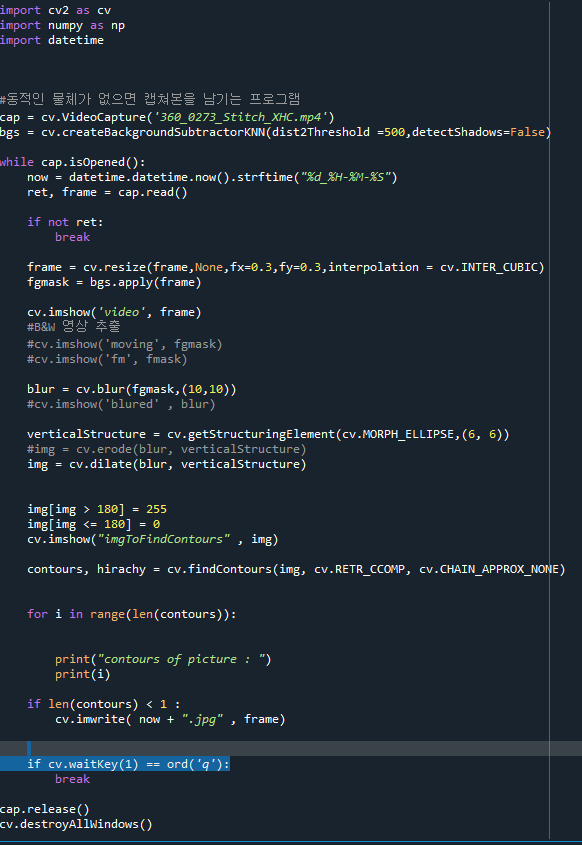 import cv2 as cv
import numpy as np
import datetime
#동적인 물체가 없으면 캡쳐본을 남기는 프로그램
cap = cv.VideoCapture('360_0273_Stitch_XHC.mp4')
bgs = cv.createBackgroundSubtractorKNN(dist2Threshold =500,detectShadows=False)
while cap.isOpened():
    now = datetime.datetime.now().strftime("%d_%H-%M-%S")
    ret, frame = cap.read()
    if not ret:
        break
    frame = cv.resize(frame,None,fx=0.3,fy=0.3,interpolation = cv.INTER_CUBIC)
    fgmask = bgs.apply(frame)
    cv.imshow('video', frame)
    #B&W 영상 추출
    #cv.imshow('moving', fgmask)
    #cv.imshow('fm', fmask)
    blur = cv.blur(fgmask,(10,10))
    #cv.imshow('blured' , blur)
    verticalStructure = cv.getStructuringElement(cv.MORPH_ELLIPSE,(6, 6))
    #img = cv.erode(blur, verticalStructure)
    img = cv.dilate(blur, verticalStructure)
    img[img > 180] = 255
    img[img <= 180] = 0
    cv.imshow("imgToFindContours" , img)
    contours, hirachy = cv.findContours(img, cv.RETR_CCOMP, cv.CHAIN_APPROX_NONE)
    for i in range(len(contours)):
        print("contours of picture : ")
        print(i)
    if len(contours) < 1 :
        cv.imwrite( now + ".jpg" , frame)
    if cv.waitKey(1) == ord('q'):
        break
cap.release()
cv.destroyAllWindows()